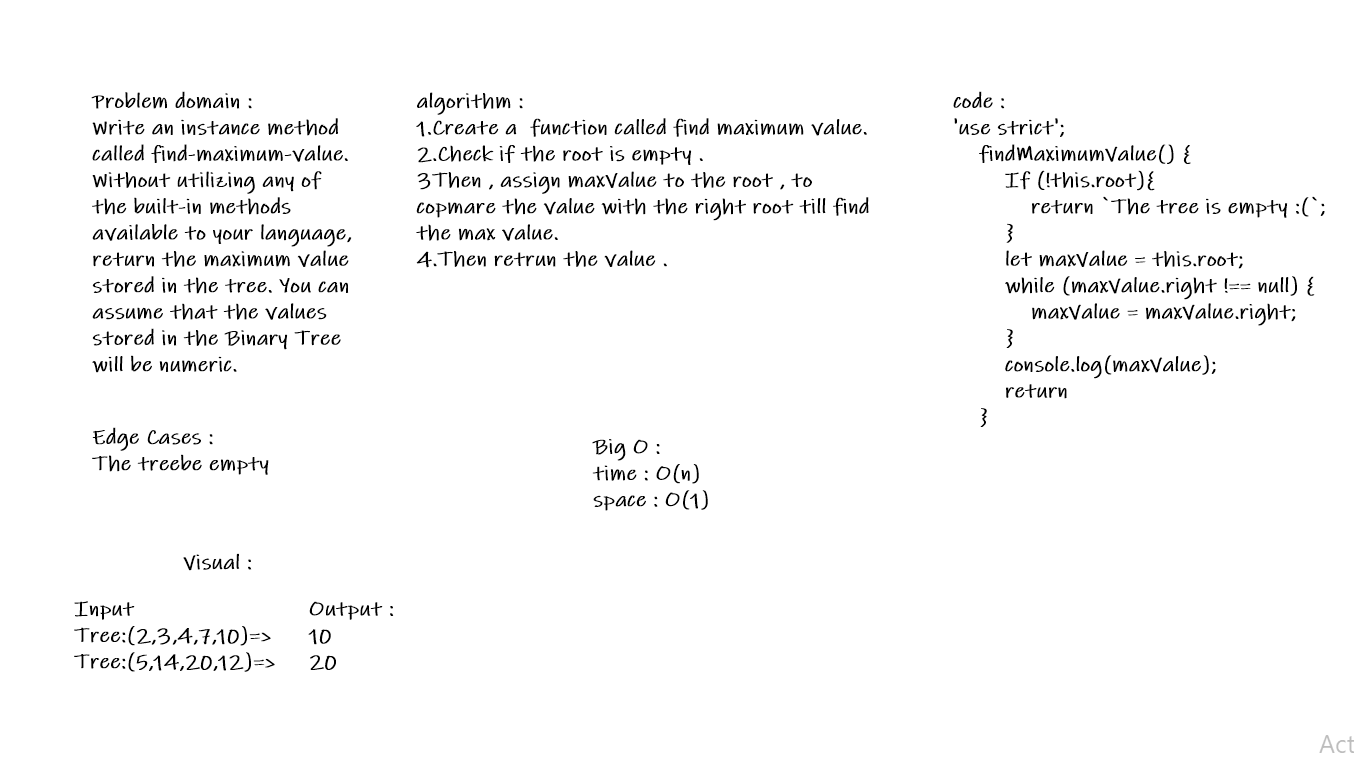 Problem domain :
Write an instance method
called find-maximum-value.
Without utilizing any of
the built-in methods
available to your language,
return the maximum value
stored in the tree. You can
assume that the values
stored in the Binary Tree
will be numeric.
Edge Cases :
The treebe empty
algorithm :
1.Create a  function called find maximum value.
2.Check if the root is empty .
3Then , assign maxValue to the root , to
copmare the value with the right root till find
the max value.
4.Then retrun the value .
Big O :
time : O(n)
space : O(1)
code :
'use strict';
findMaximumValue() {
If (!this.root){
return `The tree is empty :(`;
}
let maxValue = this.root;
while (maxValue.right !== null) {
maxValue = maxValue.right;
}
console.log(maxValue);
return
}
Visual :
Input Output :
Tree:(2,3,4,7,10)=> 10
Tree:(5,14,20,12)=> 20
Act